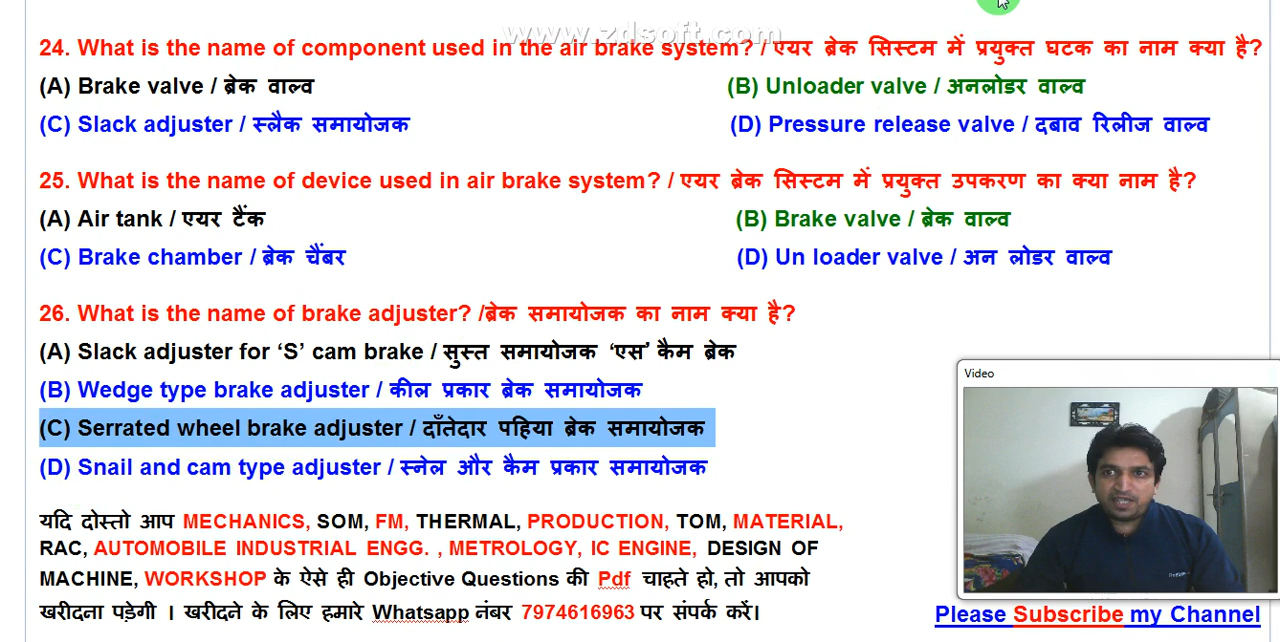 www.zdsoft.com
24. What is the name of component used in the air brake system? / एयर ब्रेक सिस्टम में प्रयुक्त घटक का नाम क्या है?
(A) Brake valve / ब्रेक वाल्व (B) Unloader valve / अनलोडर वाल्व
(C) Slack adjuster / स्लैक समायोजक (D) Pressure release valve / दबाव रिलीज वाल्व
25. What is the name of device used in air brake system? / एयर ब्रेक सिस्टम में प्रयुक्त उपकरण का क्या नाम है?
(A) Air tank / एयर टैंक (B) Brake valve / ब्रेक वाल्व
(C) Brake chamber / ब्रेक चैंबर (D) Un loader valve / अन लोडर वाल्व
26. What is the name of brake adjuster? /ब्रेक समायोजक का नाम क्या है?
(A) Slack adjuster for ‘S’ cam brake / सुस्त समायोजक ‘एस’ कैम ब्रेक
(B) Wedge type brake adjuster / कील प्रकार ब्रेक समायोजक
(C) Serrated wheel brake adjuster / दाँतेदार पहिया ब्रेक समायोजक
(D) Snail and cam type adjuster / स्नेल और कैम प्रकार समायोजक
Video
यदि दोस्तो आप MECHANICS, SOM, FM, THERMAL, PRODUCTION, TOM, MATERIAL,
RAC, AUTOMOBILE INDUSTRIAL ENGG. , METROLOGY, IC ENGINE, DESIGN OF
MACHINE, WORKSHOP के ऐसे ही Objective Questions की Pdf चाहते हो, तो आपको
खरीदना पड़ेगी । खरीदने के लिए हमारे Whatsapp नंबर 7974616963 पर संपर्क करें।
Please Subscribe my Channel